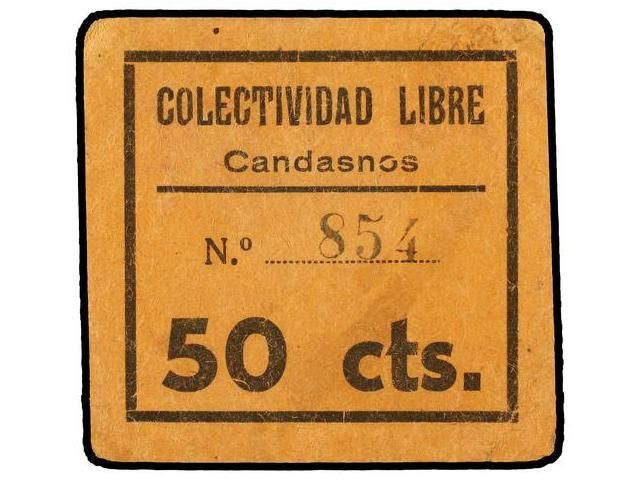 COLECTIVIDAD LIBRE
Candasnos
N.º 854
50 cts.